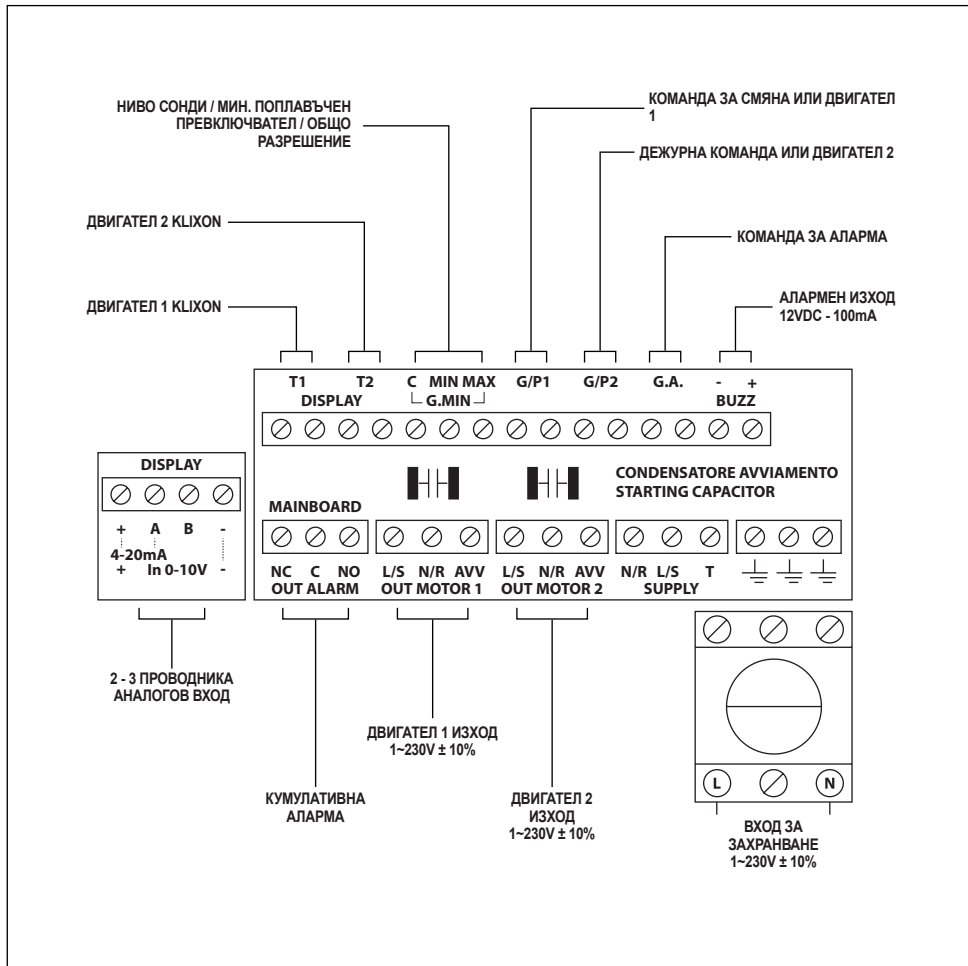 НИВО СОНДИ / МИН. ПОПЛАВЪЧЕН
ПРЕВКЛЮЧВАТЕЛ / ОБЩО
РАЗРЕШЕНИЕ
КОМАНДА ЗА СМЯНА ИЛИ ДВИГАТЕЛ
1
ДЕЖУРНА КОМАНДА ИЛИ ДВИГАТЕЛ 2
ДВИГАТЕЛ 2 KLIXON
КОМАНДА ЗА АЛАРМА
ДВИГАТЕЛ 1 KLIXON
АЛАРМЕН ИЗХОД
12VDC - 100mA
T1 T2 C MIN MAX G/P1 G/P2 G.A. - +
DISPLAY G.MIN BUZZ
DISPLAY
+ A B -
4-20mA
+ In 0-10V -
CONDENSATORE AVVIAMENTO
STARTING CAPACITOR
MAINBOARD
NC C NO L/S N/R AVV L/S N/R AVV N/R L/S T
OUT ALARM OUT MOTOR 1 OUT MOTOR 2 SUPPLY
2 - 3 ПРОВОДНИКА
АНАЛОГОВ ВХОД
ДВИГАТЕЛ 1 ИЗХОД
1~230V ± 10%
КУМУЛАТИВНА
АЛАРМА
ДВИГАТЕЛ 2
ИЗХОД
1~230V ± 10%
L N
ВХОД ЗА
ЗАХРАНВАНЕ
1~230V ± 10%